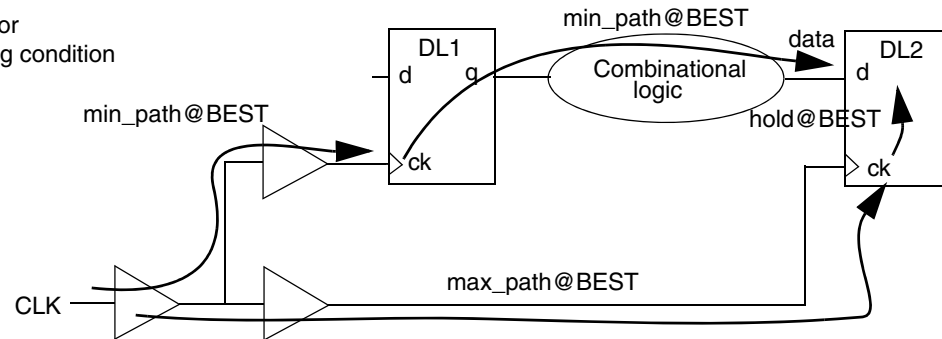 or
g condition
min_path@BEST
DL1
d
q
ck
min_path@BEST
Combinational
logic
data
DL2
d
hold@BEST
ck
max_path@BEST
CLK